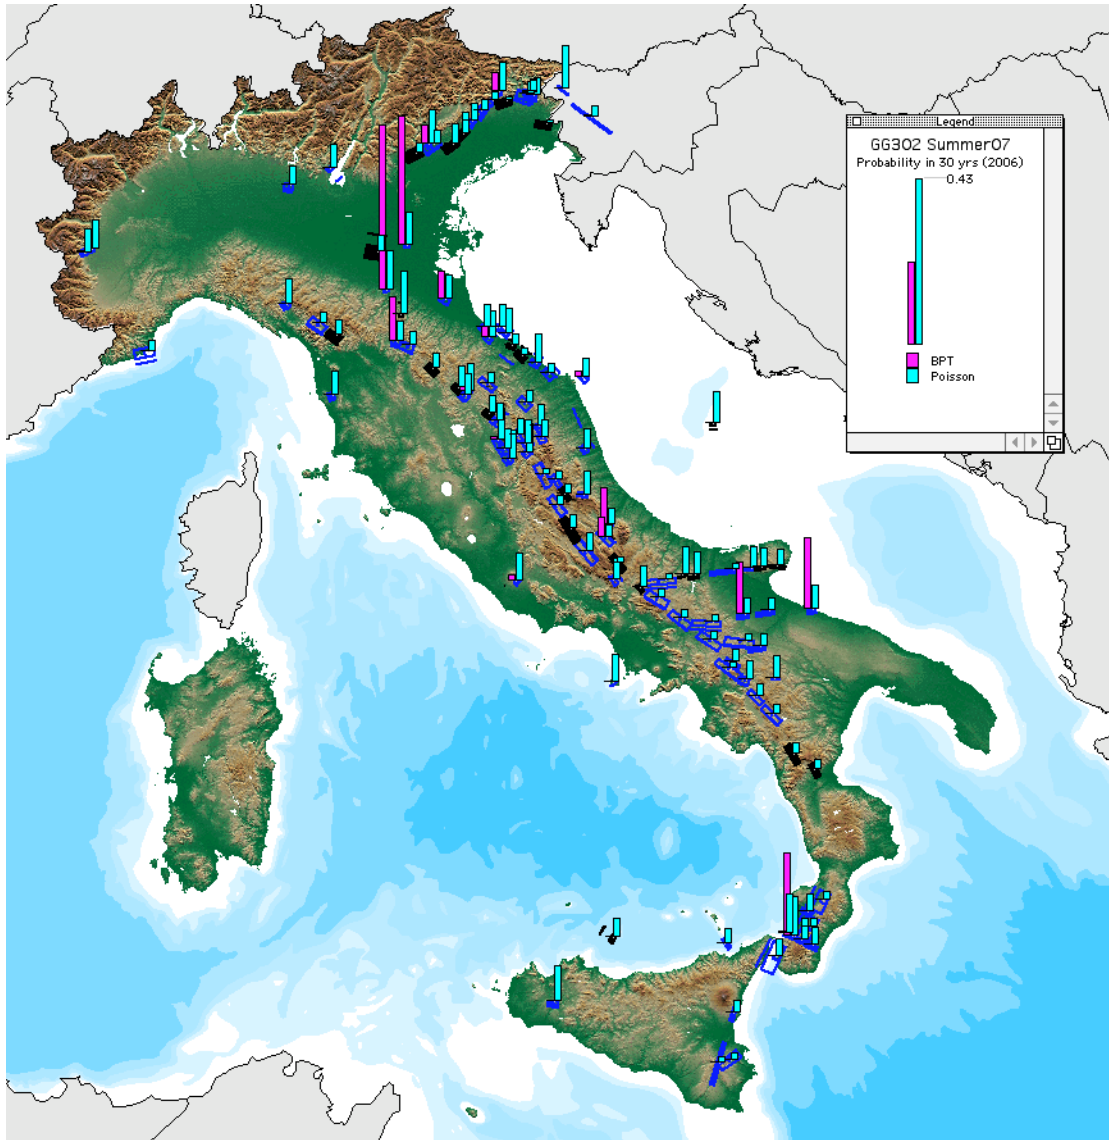 Legend
GG302 Summer07
Probability in 30 yrs (2006)
0.43
BPT
Poisson